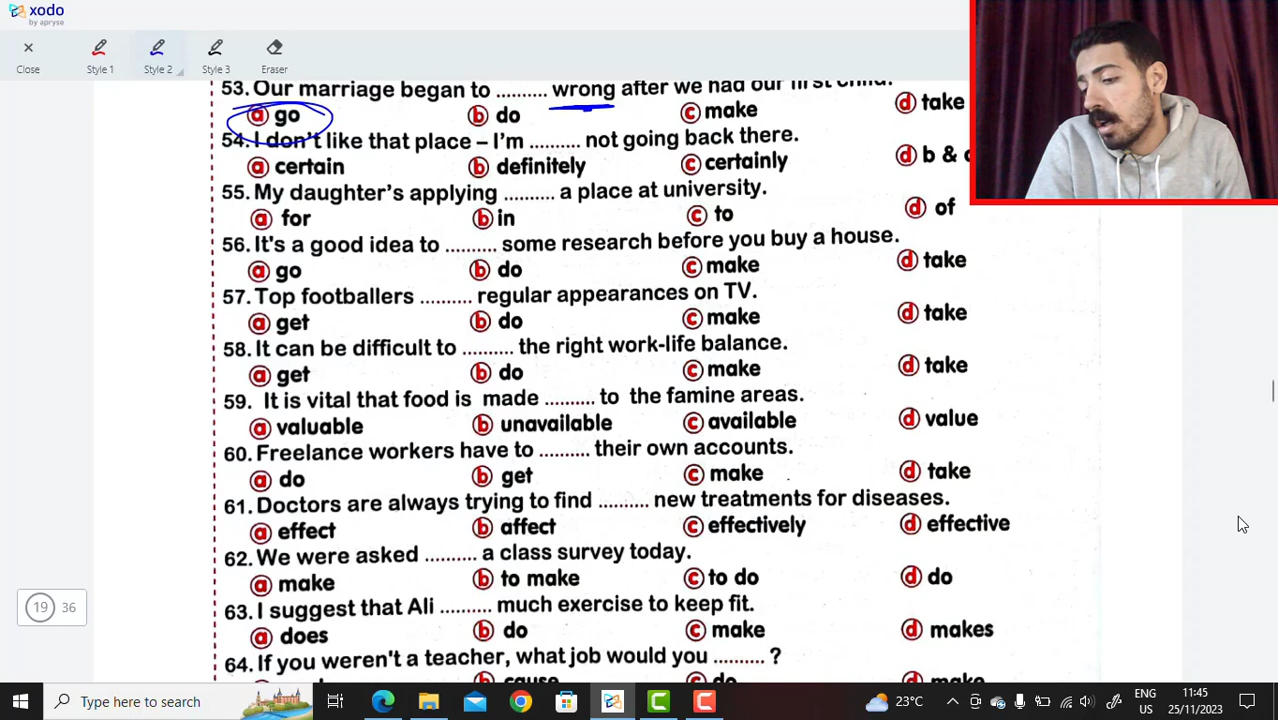 xodo
by apryse
Close
Style 1
Style 2
Style 3
Eraser
53. Our marriage began to .......... wrong after we had our first child.
a go b do c make d take
54. I don't like that place – I'm .......... not going back there.
a certain b definitely c certainly d b &
55. My daughter's applying .......... a place at university.
a for b in c to d of
56. It's a good idea to .......... some research before you buy a house.
a go b do c make d take
57. Top footballers .......... regular appearances on TV.
a get b do c make d take
58. It can be difficult to .......... the right work-life balance.
a get b do c make d take
59. It is vital that food is made .......... to the famine areas.
a valuable b unavailable c available d value
60. Freelance workers have to .......... their own accounts.
a do b get c make d take
61. Doctors are always trying to find .......... new treatments for diseases.
a effect b affect c effectively d effective
62. We were asked .......... a class survey today.
a make b to make c to do d do
63. I suggest that Ali .......... much exercise to keep fit.
a does b do c make d makes
64. If you weren't a teacher, what job would you .......... ?
b cause c do d make
19 36
Type here to search
23°C
ENG
US
11:45
25/11/2023